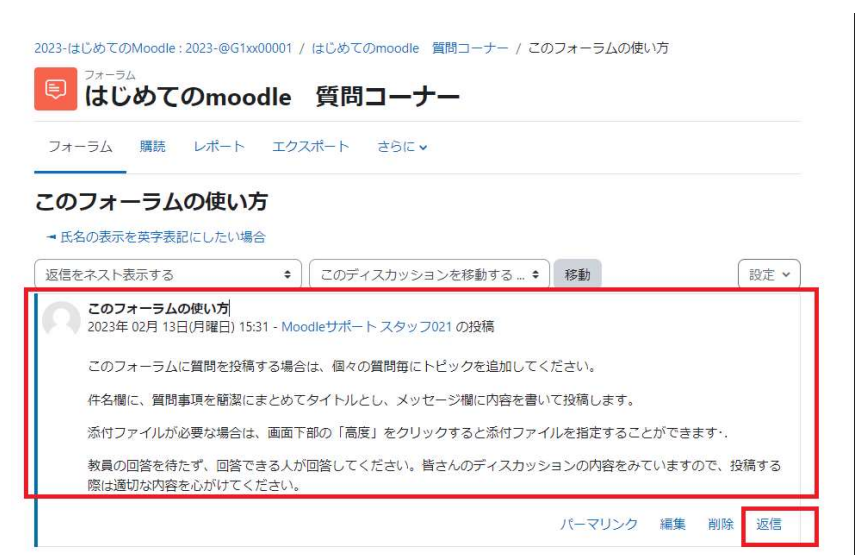 2023-はじめてのMoodle : 2023-@G1xx00001 / はじめてのmoodle 質問コーナー / このフォーラムの使い方
フォーラム
はじめてのmoodle 質問コーナー
フォーラム 購読 レポート エクスポート さらに
このフォーラムの使い方
◄ 氏名の表示を英字表記にしたい場合
返信をネスト表示する このディスカッションを移動する ... 移動 設定
このフォーラムの使い方
2023年 02月 13日(月曜日) 15:31 - Moodleサポート スタッフ021 の投稿
このフォーラムに質問を投稿する場合は、個々の質問毎にトピックを追加してください。
件名欄に、質問事項を簡潔にまとめてタイトルとし、メッセージ欄に内容を書いて投稿します。
添付ファイルが必要な場合は、画面下部の「高度」をクリックすると添付ファイルを指定することができます･.
教員の回答を待たず、回答できる人が回答してください。皆さんのディスカッションの内容をみていますので、投稿する
際は適切な内容を心がけてください。
パーマリンク 編集 削除 返信